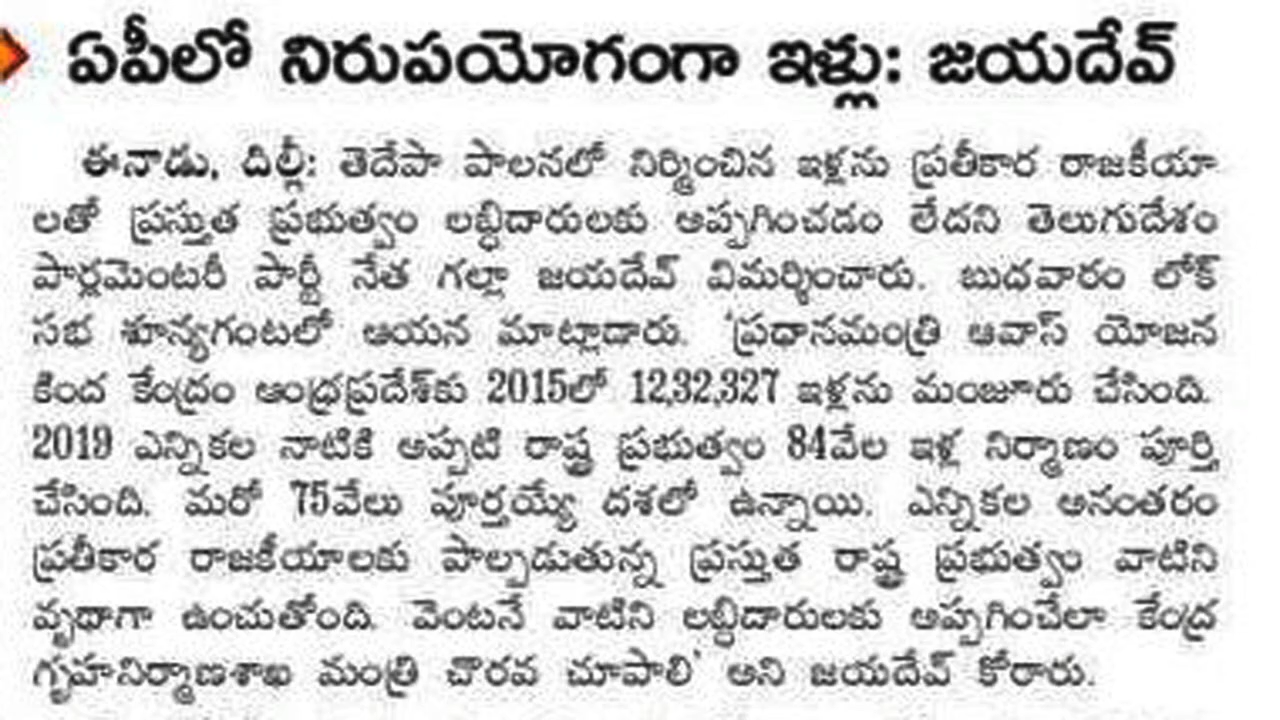 ఏపీలో నిరుపయోగంగా ఇళ్లు: జయదేవ్
ఈనాడు, దిల్లీ: తెదేపా పాలనలో నిర్మించిన ఇళ్లను ప్రతీకార రాజకీయా
లతో ప్రస్తుత ప్రభుత్వం లబ్ధిదారులకు అప్పగించడం లేదని తెలుగుదేశం
పార్లమెంటరీ పార్టీ నేత గల్లా జయదేవ్ విమర్శించారు. బుధవారం లోక్
సభ శూన్యగంటలో ఆయన మాట్లాడారు. 'ప్రధానమంత్రి ఆవాస్ యోజన
కింద కేంద్రం ఆంధ్రప్రదేశ్‌కు 2015లో 12,32,327 ఇళ్లను మంజూరు చేసింది.
2019 ఎన్నికల నాటికి అప్పటి రాష్ట్ర ప్రభుత్వం 84వేల ఇళ్ల నిర్మాణం పూర్తి
చేసింది. మరో 75వేలు పూర్తయ్యే దశలో ఉన్నాయి. ఎన్నికల అనంతరం
ప్రతీకార రాజకీయాలకు పాల్పడుతున్న ప్రస్తుత రాష్ట్ర ప్రభుత్వం వాటిని
వృథాగా ఉంచుతోంది. వెంటనే వాటిని లబ్ధిదారులకు అప్పగించేలా కేంద్ర
గృహనిర్మాణశాఖ మంత్రి చొరవ చూపాలి' అని జయదేవ్ కోరారు.